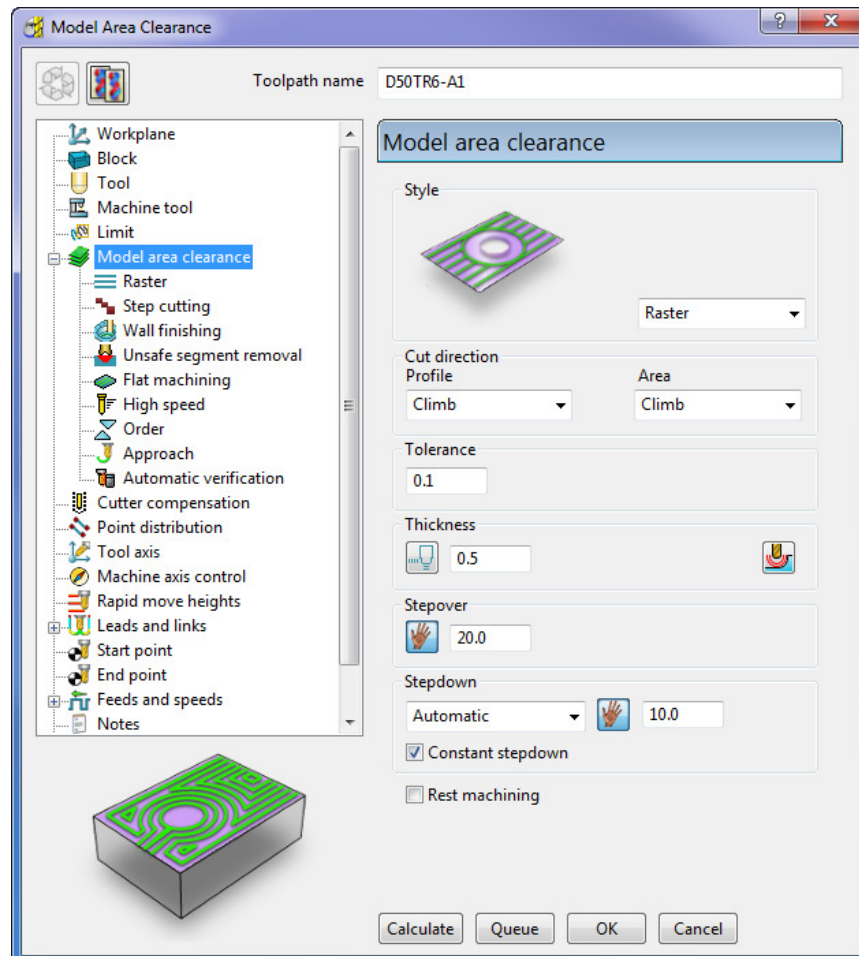 Model Area Clearance
Toolpath name D50TR6-A1
Workplane
Block
Tool
Machine tool
Limit
Model area clearance
Raster
Step cutting
Wall finishing
Unsafe segment removal
Flat machining
High speed
Order
Approach
Automatic verification
Cutter compensation
Point distribution
Tool axis
Machine axis control
Rapid move heights
Leads and links
Start point
End point
Feeds and speeds
Notes
Model area clearance
Style
Raster
Cut direction
Profile Area
Climb Climb
Tolerance
0.1
Thickness
0.5
Stepover
20.0
Stepdown
Automatic 10.0
Constant stepdown
Rest machining
Calculate Queue OK Cancel